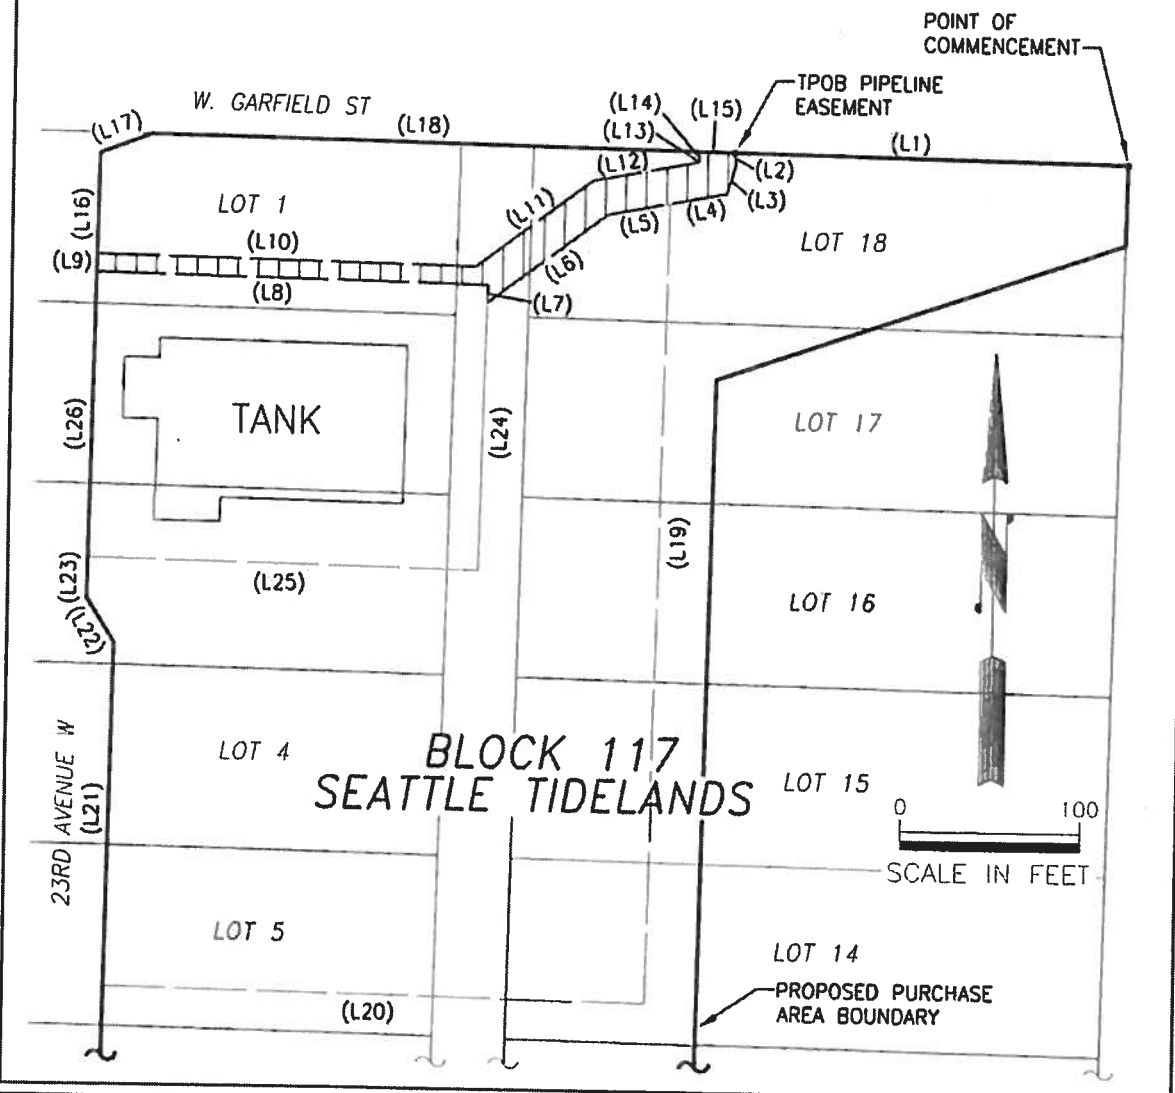 POINT OF
COMMENCEMENT
TPOB PIPELINE
EASEMENT
W. GARFIELD ST
(L14)
(L15)
(L17)
(L18)
(L13)
(L1)
(L12)
(L2)
(L3)
(L16)
LOT 1
(L11)
(L5)
(L4)
LOT 18
(L9)
(L10)
(L6)
(L8)
(L7)
(L26)
TANK
(L24)
LOT 17
(L19)
(L23)
(L25)
LOT 16
(L22)
23RD AVENUE W
(L21)
LOT 4
BLOCK 117
SEATTLE TIDELANDS
LOT 15
0 100
SCALE IN FEET
LOT 5
LOT 14
(L20)
PROPOSED PURCHASE
AREA BOUNDARY